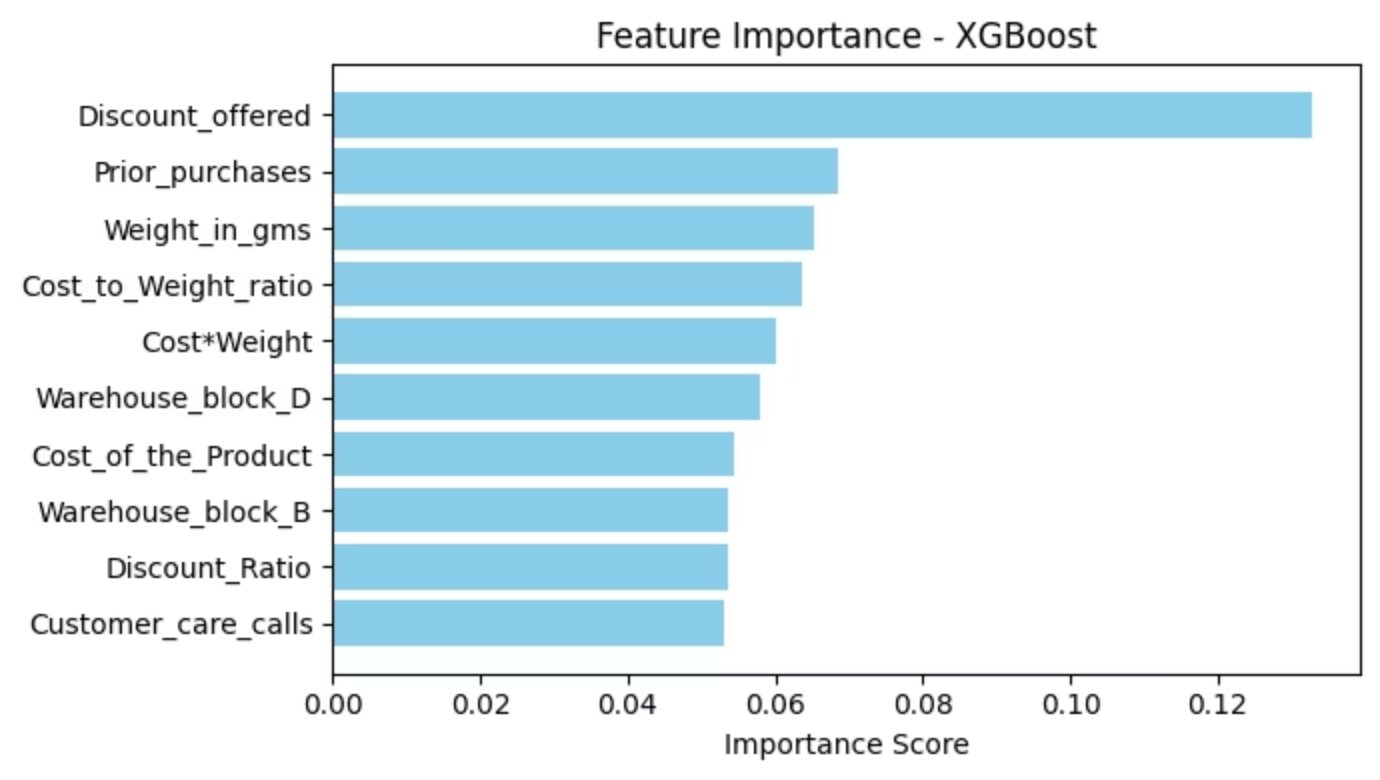 Feature Importance - XGBoost
Discount_offered
Prior_purchases
Weight_in_gms
Cost_to_Weight_ratio
Cost*Weight
Warehouse_block_D
Cost_of_the_Product
Warehouse_block_B
Discount_Ratio
Customer_care_calls
0.00 0.02 0.04 0.06 0.08 0.10 0.12
Importance Score